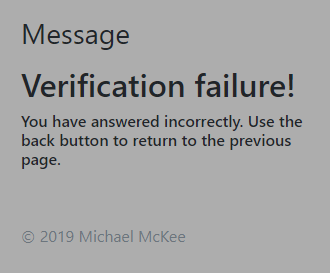 Message
Verification failure!
You have answered incorrectly. Use the
back button to return to the previous
page.
© 2019 Michael McKee